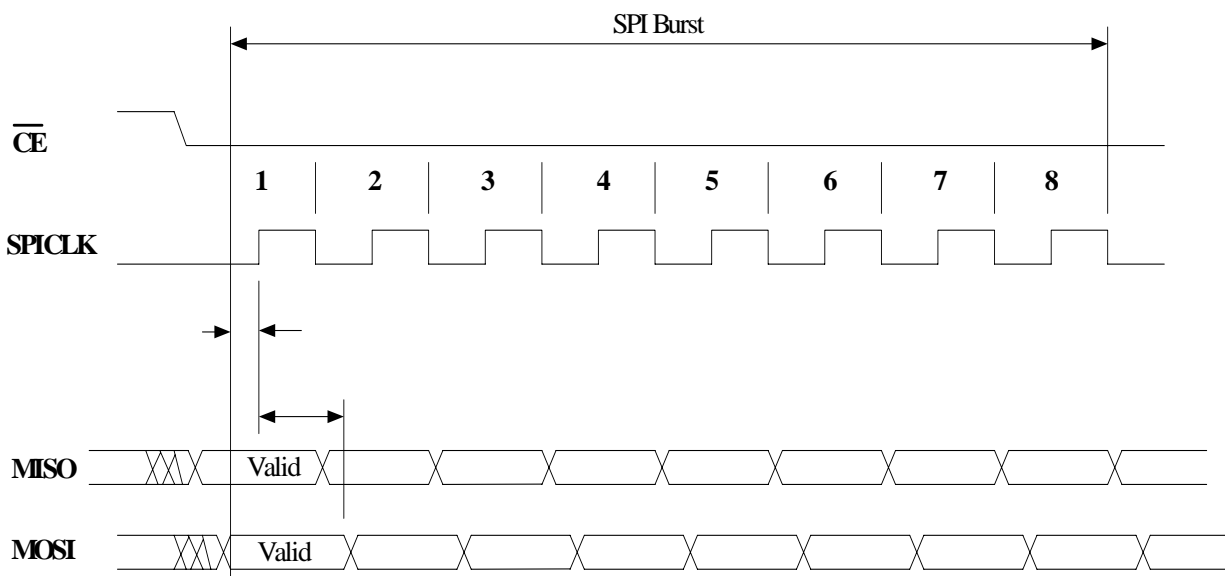 SPI Burst
CE
1 2 3 4 5 6 7 8
SPICLK
MISO Valid
MOSI Valid